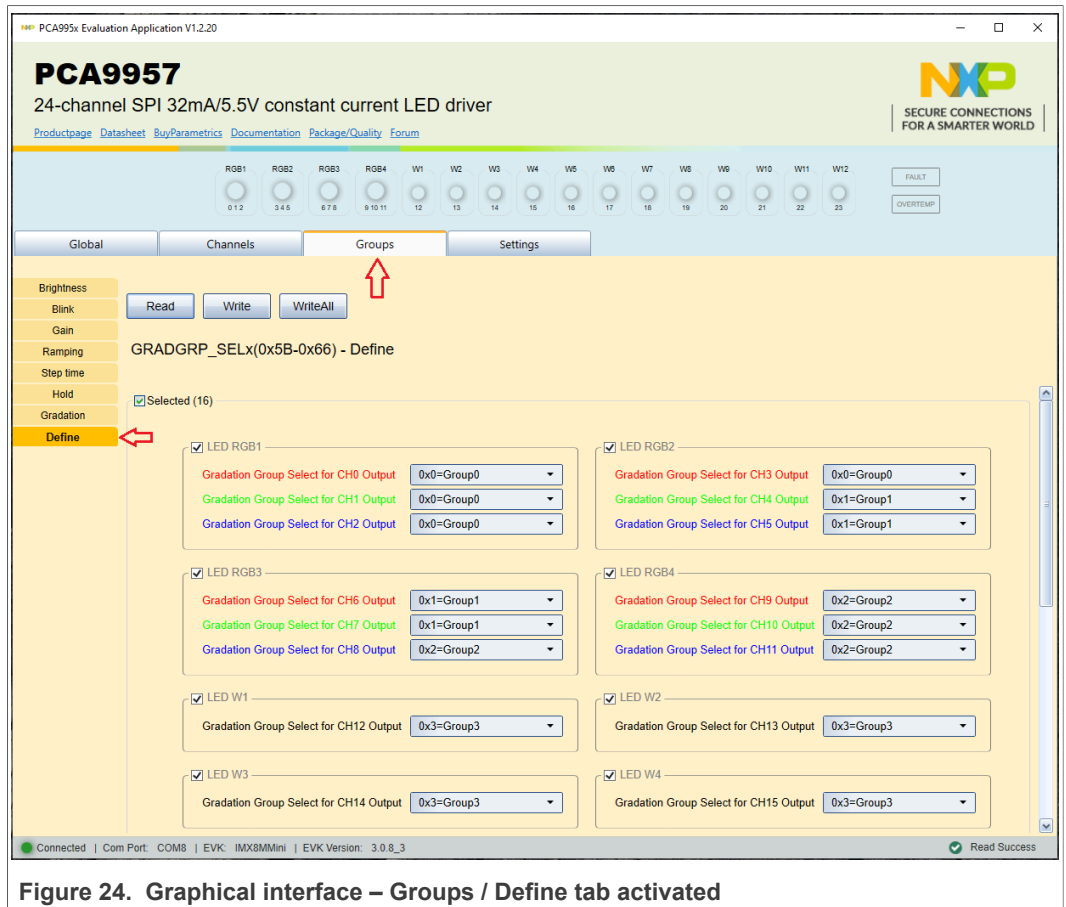 PCA995x Evaluation Application V1.2.20
PCA9957
24-channel SPI 32mA/5.5V constant current LED driver
Productpage Datasheet BuyParametrics Documentation Package/Quality Forum
NXP
SECURE CONNECTIONS
FOR A SMARTER WORLD
RGB1 RGB2 RGB3 RGB4 W1 W2 W3 W4 W5 W6 W7 W8 W9 W10 W11 W12
0 1 2 3 4 5 6 7 8 9 10 11 12 13 14 15 16 17 18 19 20 21 22 23
FAULT
OVERTEMP
Global Channels Groups Settings
Brightness
Blink
Gain
Ramping
Step time
Hold
Gradation
Define
Read Write WriteAll
GRADGRP_SELx(0x5B-0x66) - Define
Selected (16)
LED RGB1
Gradation Group Select for CH0 Output 0x0=Group0
Gradation Group Select for CH1 Output 0x0=Group0
Gradation Group Select for CH2 Output 0x0=Group0
LED RGB2
Gradation Group Select for CH3 Output 0x0=Group0
Gradation Group Select for CH4 Output 0x1=Group1
Gradation Group Select for CH5 Output 0x1=Group1
LED RGB3
Gradation Group Select for CH6 Output 0x1=Group1
Gradation Group Select for CH7 Output 0x1=Group1
Gradation Group Select for CH8 Output 0x2=Group2
LED RGB4
Gradation Group Select for CH9 Output 0x2=Group2
Gradation Group Select for CH10 Output 0x2=Group2
Gradation Group Select for CH11 Output 0x2=Group2
LED W1
Gradation Group Select for CH12 Output 0x3=Group3
LED W2
Gradation Group Select for CH13 Output 0x3=Group3
LED W3
Gradation Group Select for CH14 Output 0x3=Group3
LED W4
Gradation Group Select for CH15 Output 0x3=Group3
Connected | Com Port: COM8 | EVK: IMX8MMini | EVK Version: 3.0.8_3
Read Success
Figure 24. Graphical interface – Groups / Define tab activated